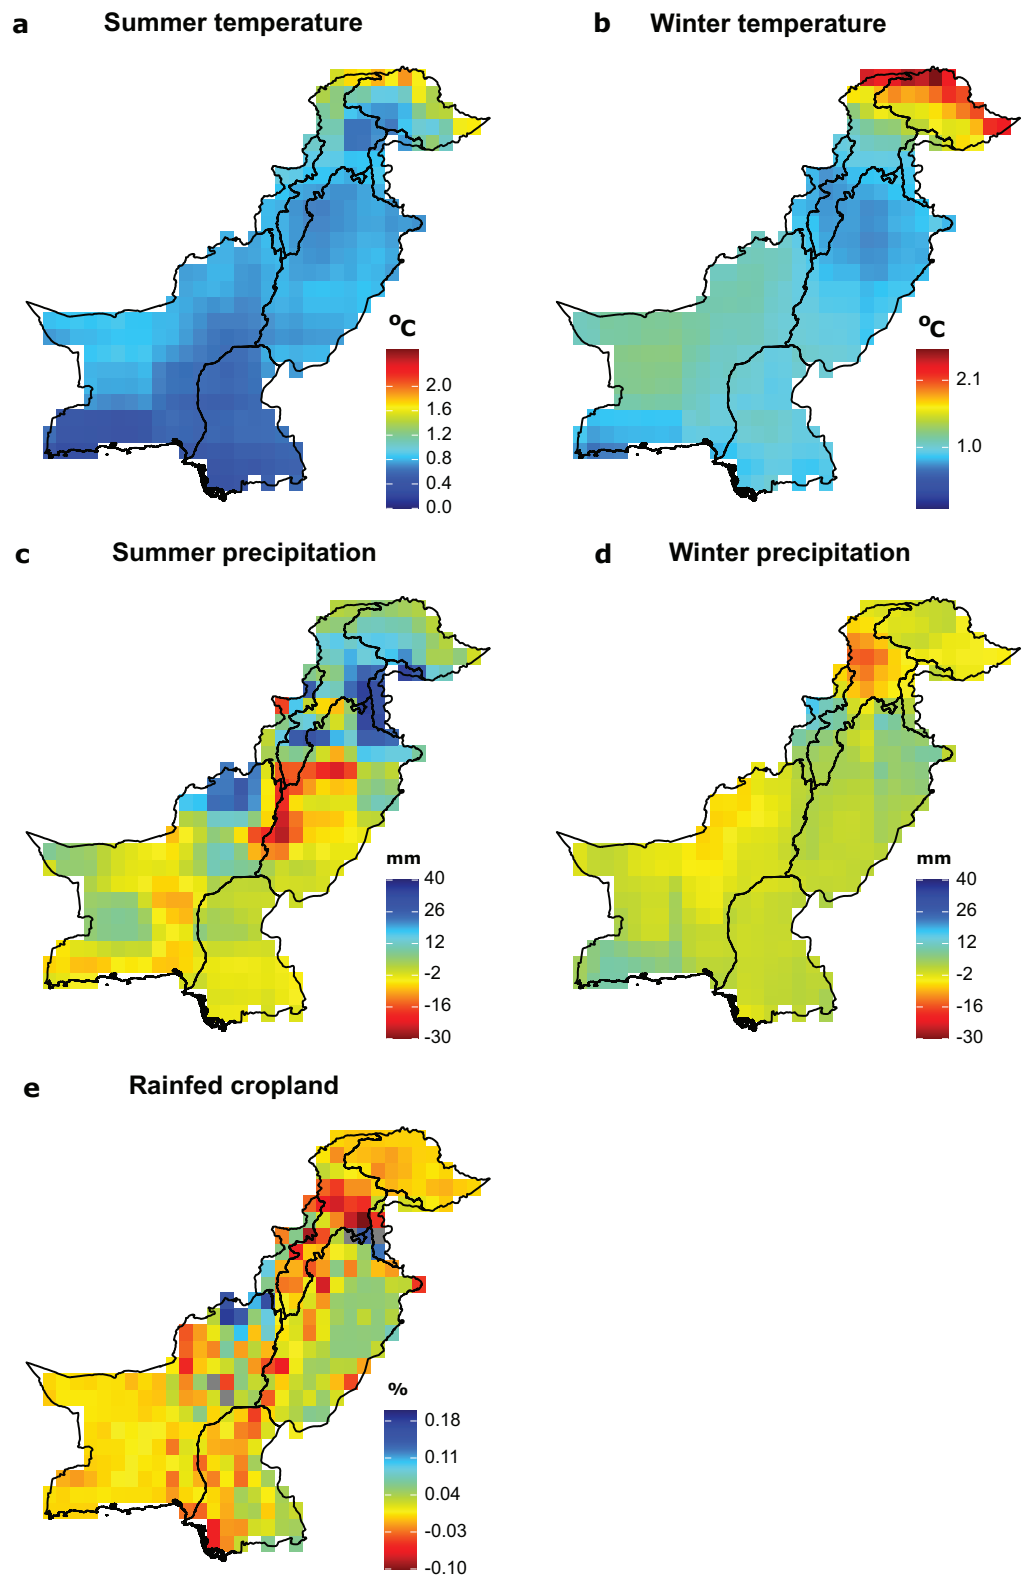 a Summer temperature
b Winter temperature
ºC
2.0
1.6
1.2
0.8
0.4
0.0
ºC
2.1
1.0
c Summer precipitation
d Winter precipitation
mm
40
26
12
-2
-16
-30
mm
40
26
12
-2
-16
-30
e Rainfed cropland
%
0.18
0.11
0.04
-0.03
-0.10